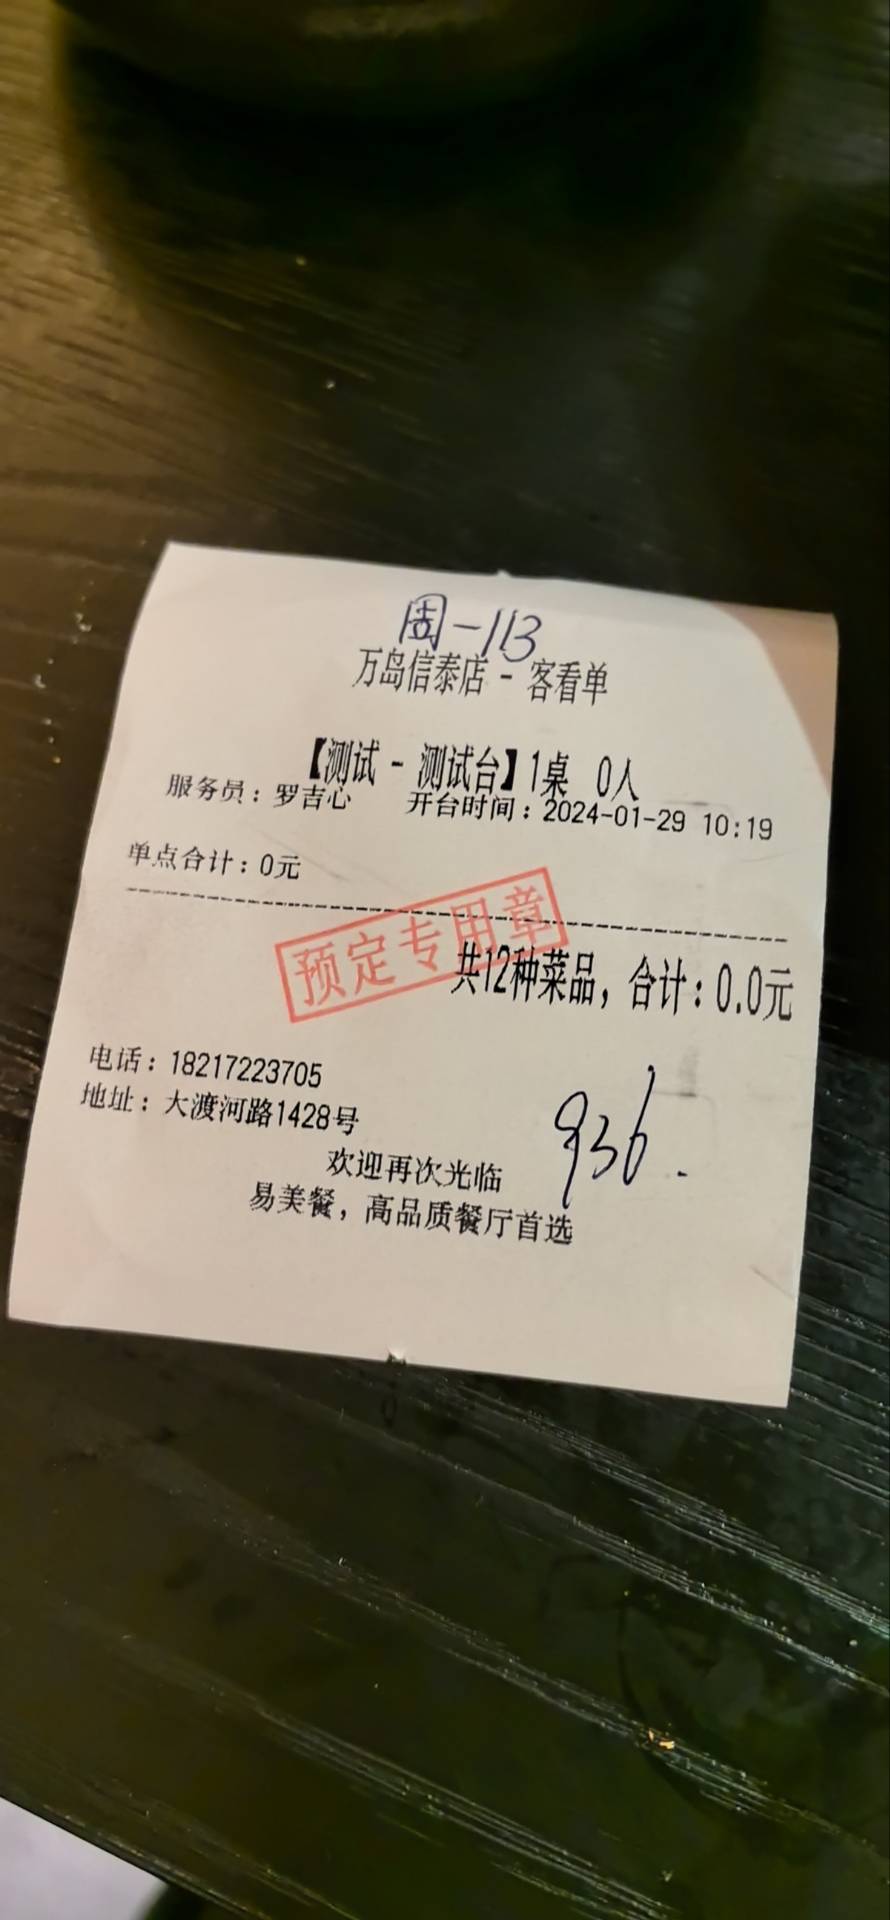 周-113
万岛信泰店 - 客看单
【测试 - 测试台】1桌 0人
服务员：罗吉心 开台时间：2024-01-29 10:19
单点合计：0元
预定专用章
共12种菜品，合计：0.0元
电话：18217223705
地址：大渡河路1428号
936.
欢迎再次光临
易美餐，高品质餐厅首选